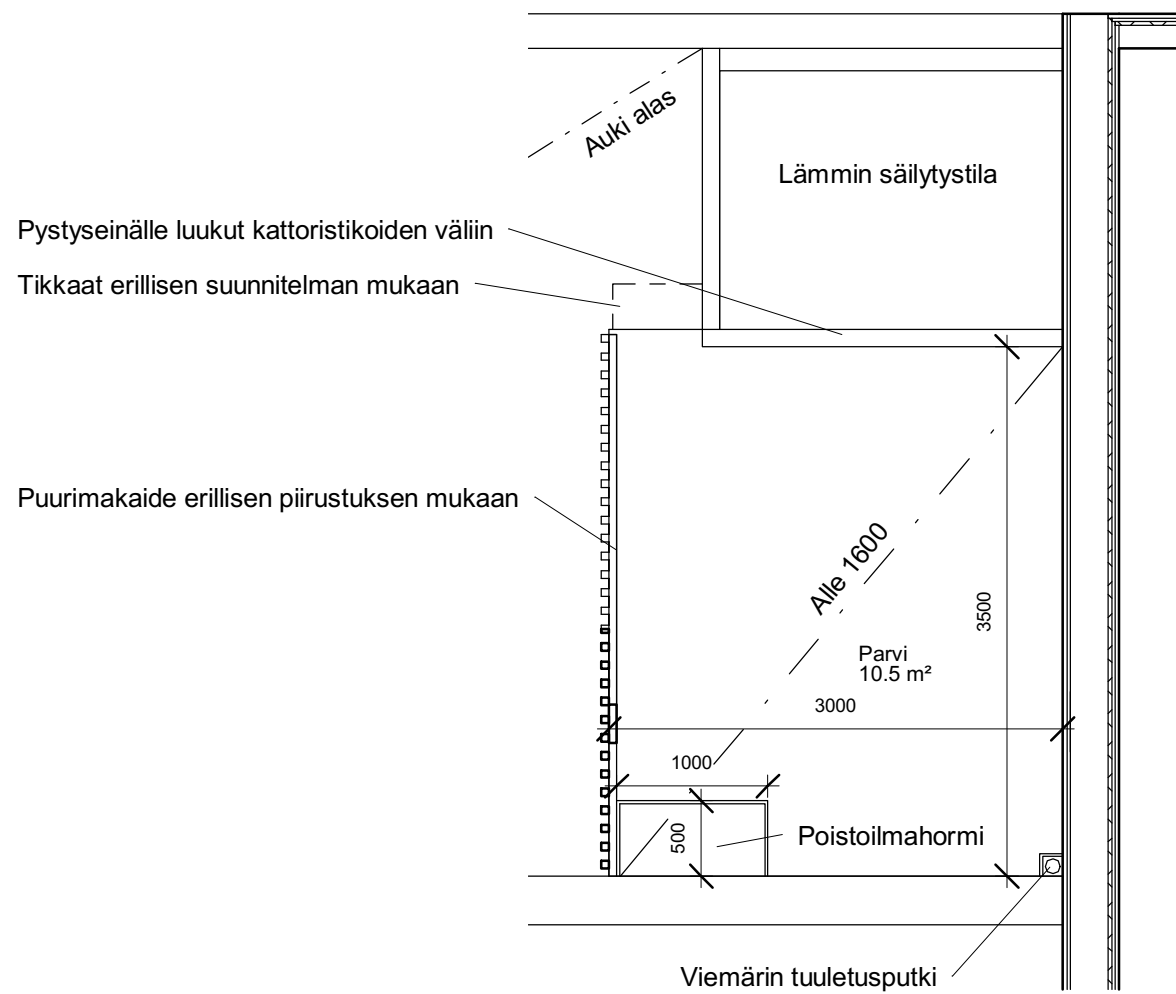 Auki alas
Lämmin säilytystila
Pystyseinälle luukut kattoristikoiden väliin
Tikkaat erillisen suunnitelman mukaan
Puurimakaide erillisen piirustuksen mukaan
Alle 1600
3500
Parvi
10.5 m²
3000
1000
500
Poistoilmahormi
Viemärin tuuletusputki